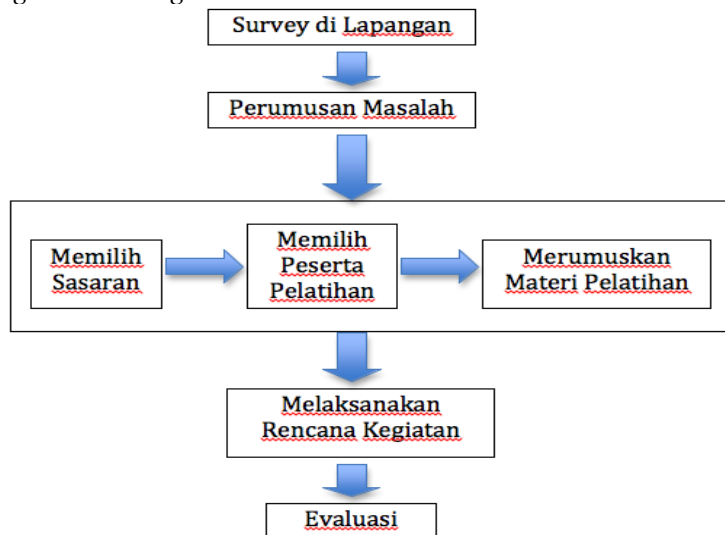 Survey di Lapangan
Perumusan Masalah
Memilih
Sasaran
Memilih
Peserta
Pelatihan
Merumuskan
Materi Pelatihan
Melaksanakan
Rencana Kegiatan
Evaluasi